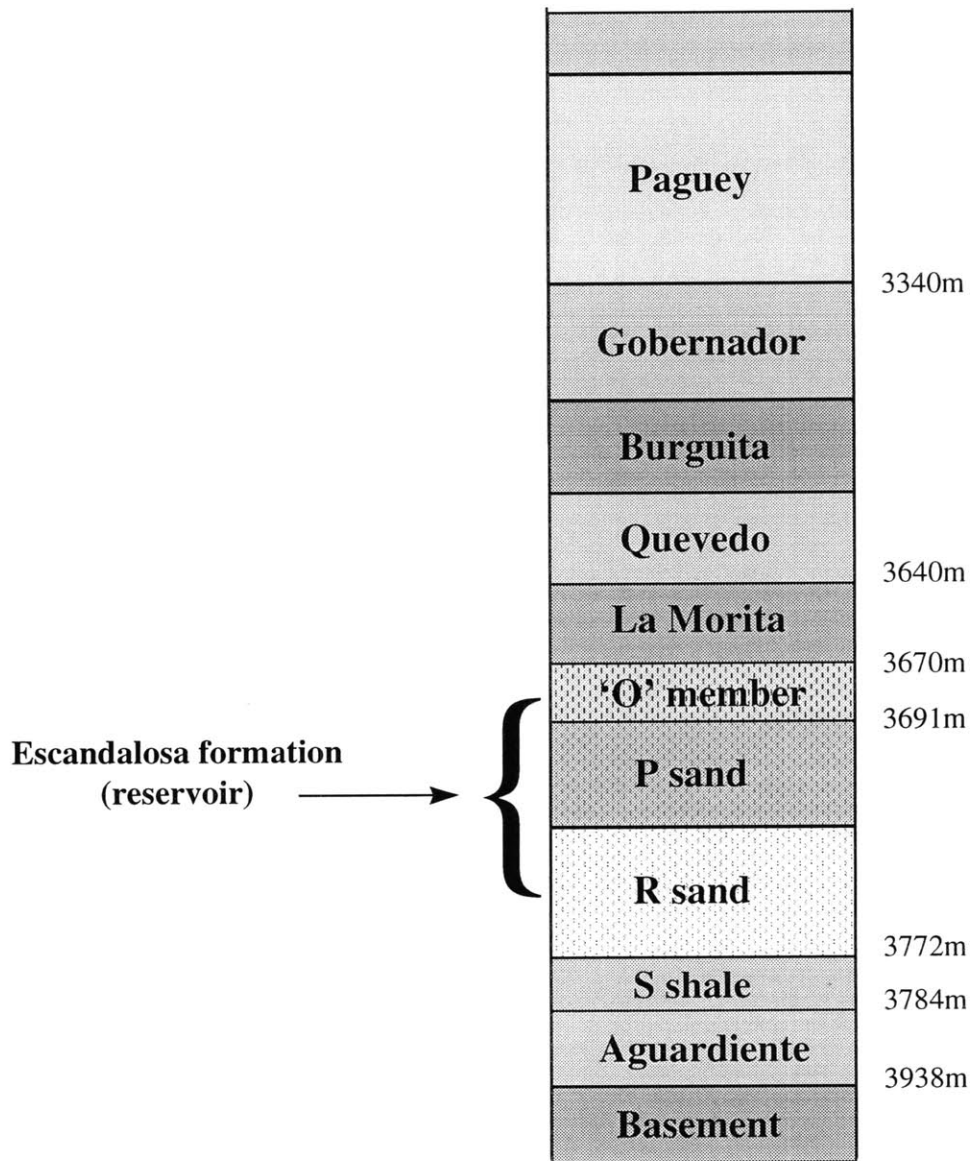 Paguey
3340m
Gobernador
Burguita
Quevedo
3640m
La Morita
3670m
'O' member
3691m
Escandalosa formation
(reservoir)
P sand
R sand
3772m
S shale
3784m
Aguardiente
3938m
Basement